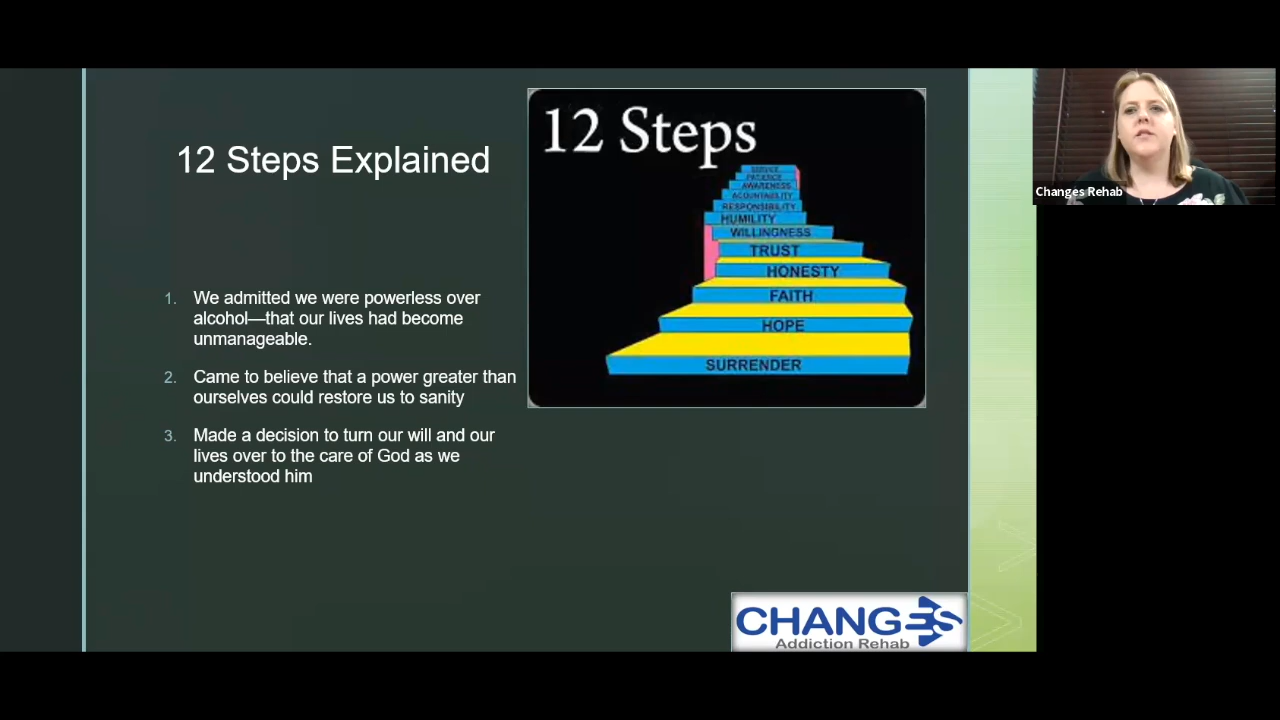 12 Steps Explained
1. We admitted we were powerless over
alcohol—that our lives had become
unmanageable.
2. Came to believe that a power greater than
ourselves could restore us to sanity
3. Made a decision to turn our will and our
lives over to the care of God as we
understood him
12 Steps
SERVICE
PATIENCE
AWARENESS
ACOUNTABILITY
RESPONSIBILITY
HUMILITY
WILLINGNESS
TRUST
HONESTY
FAITH
HOPE
SURRENDER
CHANGES
Addiction Rehab
Changes Rehab